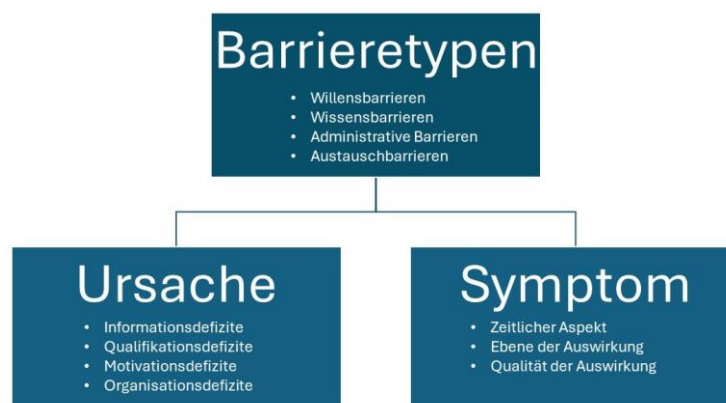 Barrieretypen
• Willensbarrieren
• Wissensbarrieren
• Administrative Barrieren
• Austauschbarrieren
Ursache
• Informationsdefizite
• Qualifikationsdefizite
• Motivationsdefizite
• Organisationsdefizite
Symptom
• Zeitlicher Aspekt
• Ebene der Auswirkung
• Qualität der Auswirkung